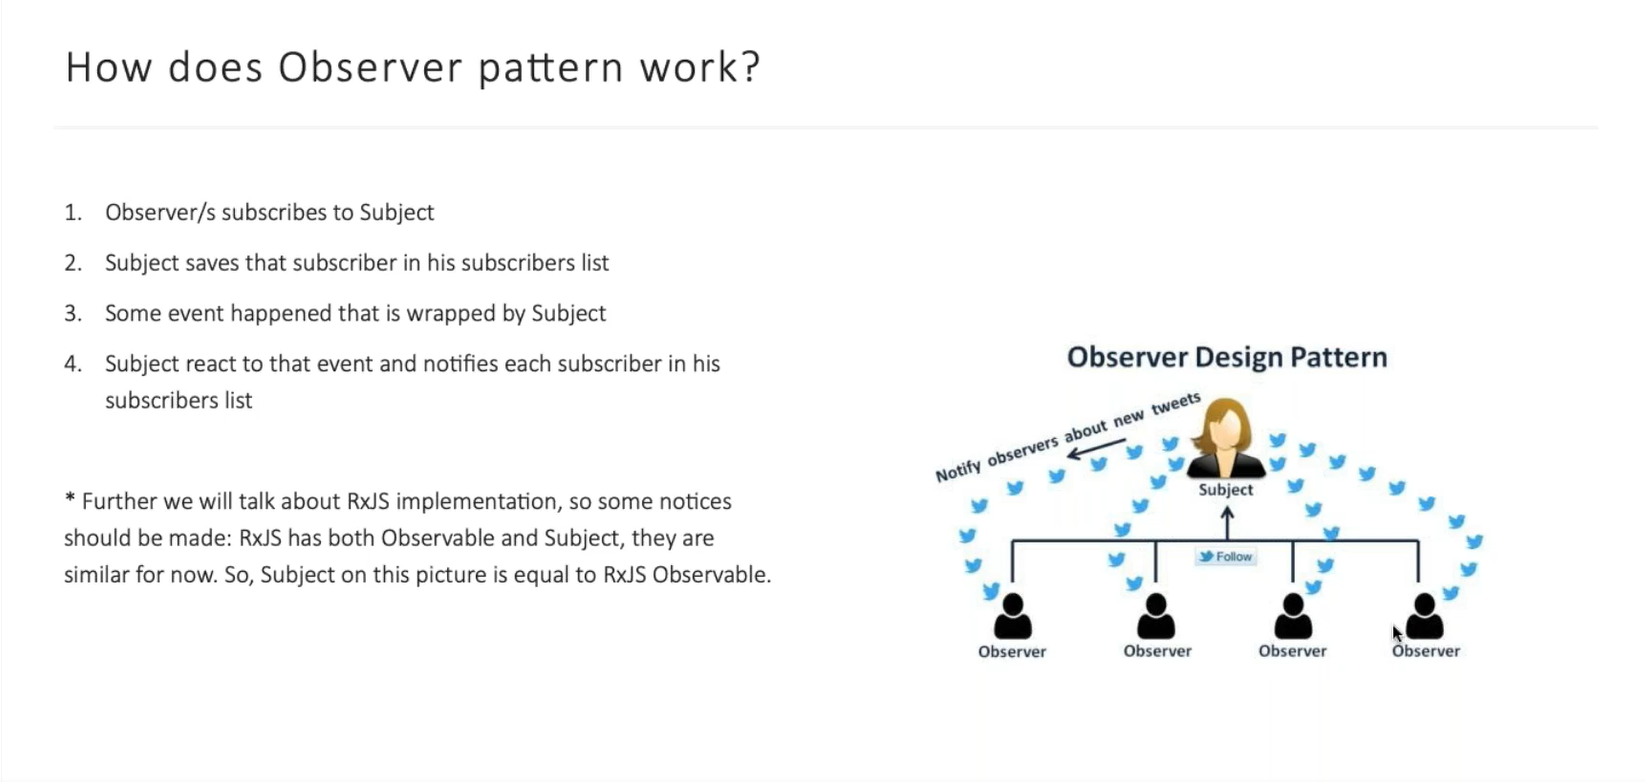 How does Observer pattern work?
1. Observer/s subscribes to Subject
2. Subject saves that subscriber in his subscribers list
3. Some event happened that is wrapped by Subject
4. Subject react to that event and notifies each subscriber in his
subscribers list
* Further we will talk about RxJS implementation, so some notices
should be made: RxJS has both Observable and Subject, they are
similar for now. So, Subject on this picture is equal to RxJS Observable.
Observer Design Pattern
Notify observers about new tweets
Subject
Follow
Observer Observer Observer Observer